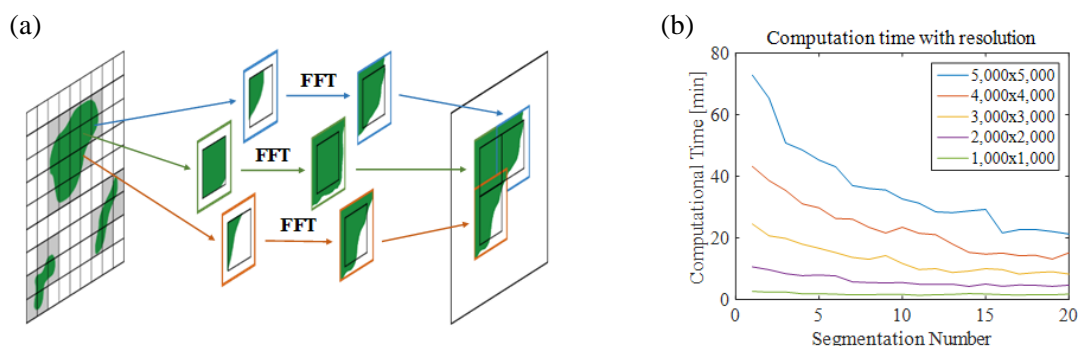 (a)
FFT
FFT
FFT
(b)
Computation time with resolution
Computational Time [min]
80
60
40
20
0
5,000x5,000
4,000x4,000
3,000x3,000
2,000x2,000
1,000x1,000
0 5 10 15 20
Segmentation Number